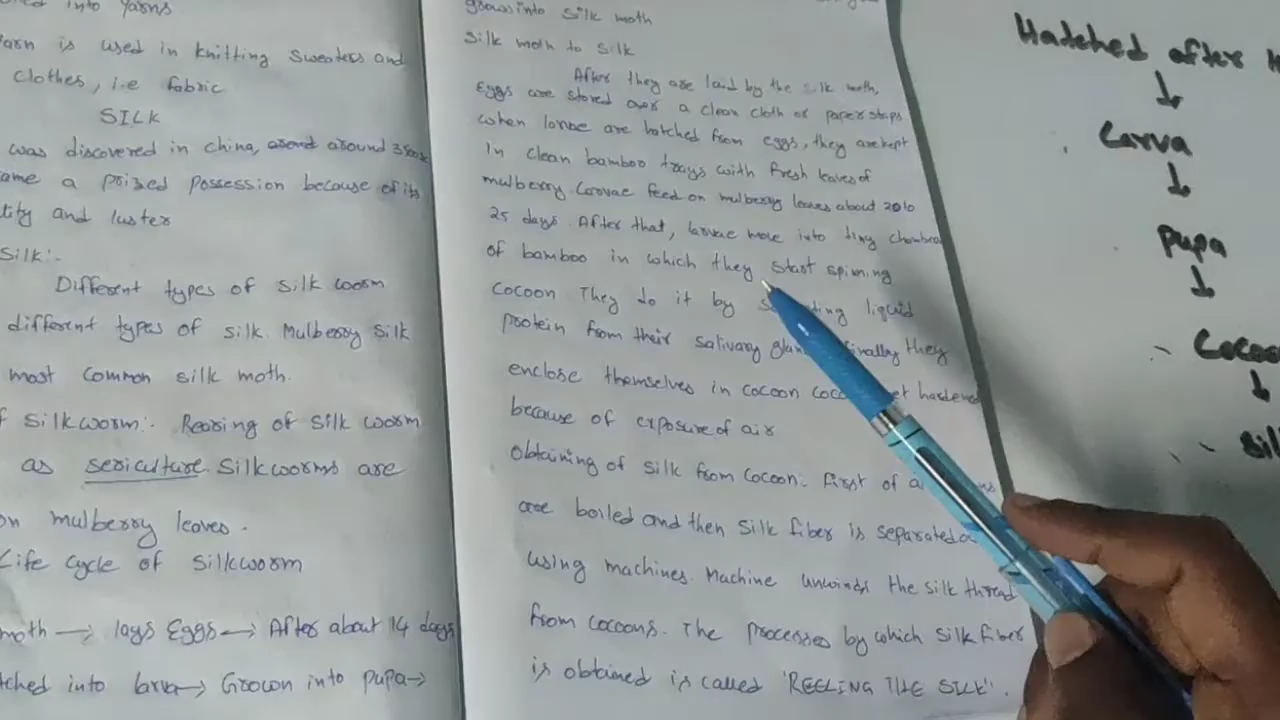 into Yarns
is used in knitting Sweaters and
Clothes, i.e fabric
SILK
was discovered in china, around
a prized possession because of its
and luster
Silk:-
Different types of silk worm
different types of silk. Mulberry silk
most common silk moth.
silkworm:- Rearing of silk worm
as sericulture. Silkworms are
mulberry leaves.
Life cycle of silkworm
moth → lays Eggs → After about 14 days
into larva → Grown into pupa →
grows into silk moth
Silk moth to silk
After they are laid by the silk moth,
Eggs are stored over a clean cloth or paper strips
when larvae are hatched from eggs, they are kept
In clean bamboo trays with fresh leaves of
mulberry. Larvae feed on mulberry leaves about 20 to
25 days. After that, larvae move into tiny
of bamboo in which they start spinning
cocoon They do it by liquid
protein from their salivary they
enclose themselves in cocoon hardened
because of exposure of air
obtaining of silk from cocoon:. First of
are boiled and then silk fiber is separated
using machines. Machine unwinds the silk thread
from cocoons. The processes by which silk fiber
is obtained is called 'REELING THE SILK'.
Hatched after
Larva
↓
pupa
↓
↓